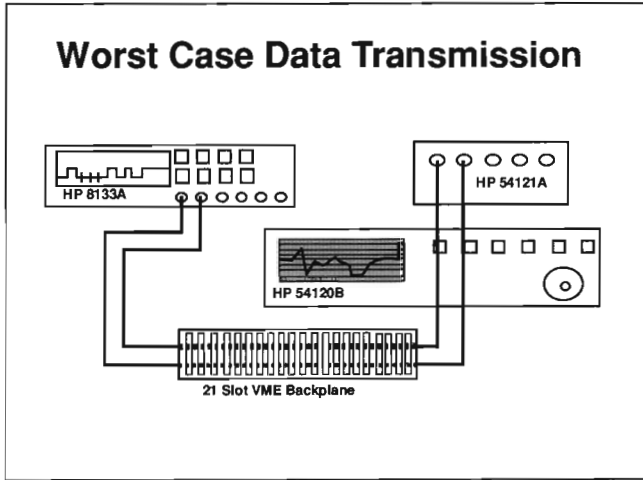 Worst Case Data Transmission
HP 8133A
HP 54121A
HP 54120B
21 Slot VME Backplane